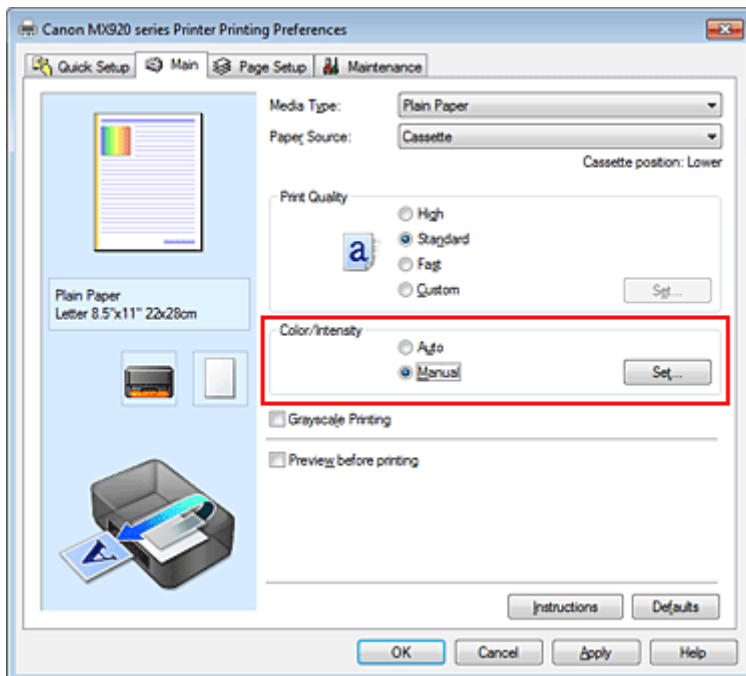 Canon MX920 series Printer Printing Preferences
Quick Setup Main Page Setup Maintenance
Media Type: Plain Paper
Paper Source: Cassette
Cassette position: Lower
Print Quality
High
a Standard
Fast
Custom Set...
Plain Paper
Letter 8.5"x11" 22x28cm
Color/Intensity
Auto
Manual Set...
Grayscale Printing
Preview before printing
A
Instructions Defaults
OK Cancel Apply Help